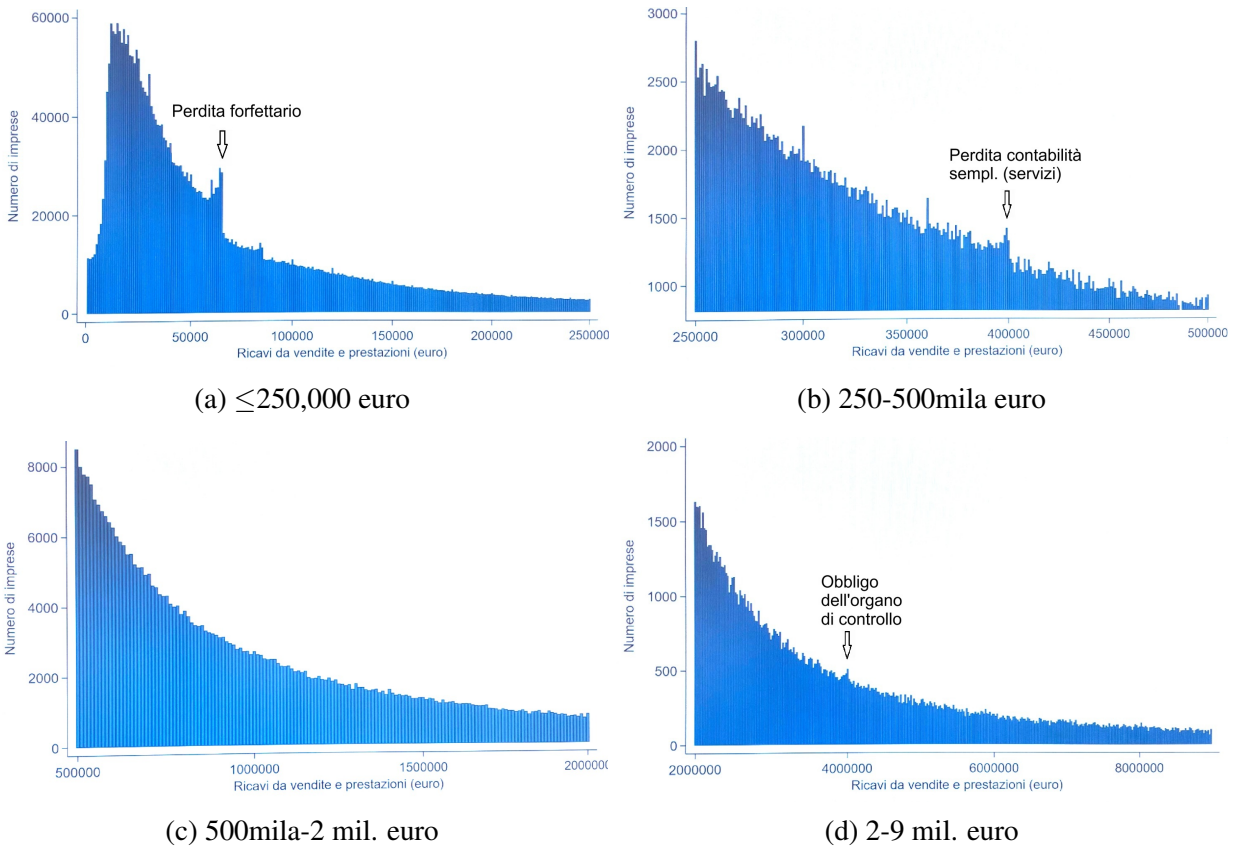 60000
40000
20000
0
Numero di imprese
Perdita forfettario
0
50000
100000
150000
200000
250000
Ricavi da vendite e prestazioni (euro)
(a) ≤250,000 euro
3000
2500
2000
1500
1000
Numero di imprese
Perdita contabilità
sempl. (servizi)
250000
300000
350000
400000
450000
500000
Ricavi da vendite e prestazioni (euro)
(b) 250-500mila euro
8000
6000
4000
2000
0
Numero di imprese
500000
1000000
1500000
2000000
Ricavi da vendite e prestazioni (euro)
(c) 500mila-2 mil. euro
2000
1500
1000
500
0
Numero di imprese
Obbligo
dell'organo
di controllo
2000000
4000000
6000000
8000000
Ricavi da vendite e prestazioni (euro)
(d) 2-9 mil. euro